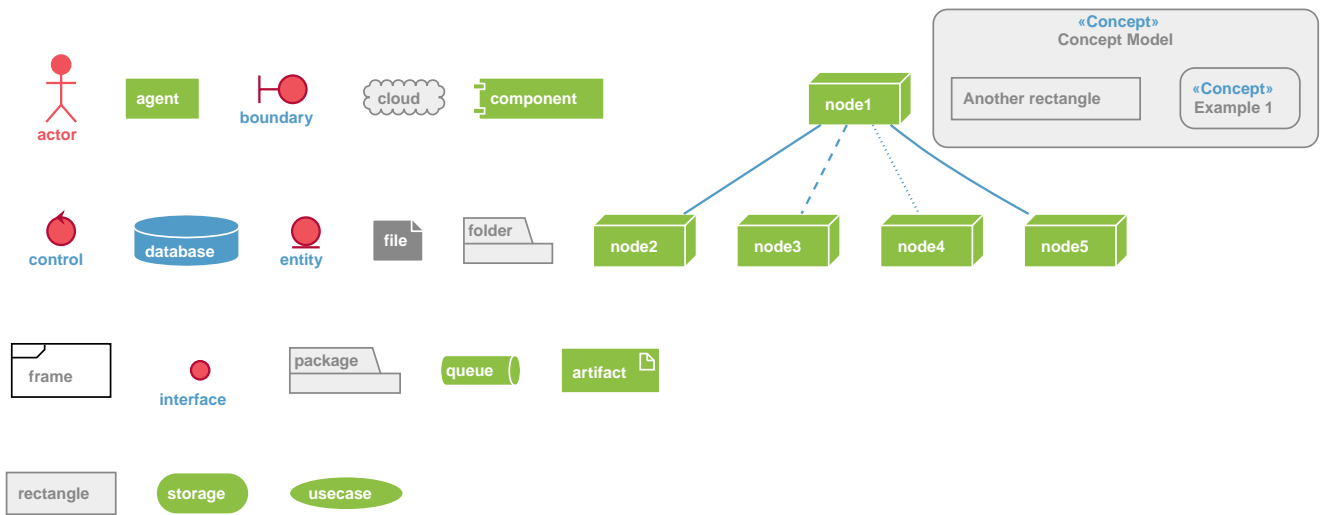 «Concept»
Concept Model
actor
agent
boundary
cloud
component
node1
Another rectangle
«Concept»
Example 1
control
database
entity
file
folder
node2
node3
node4
node5
frame
interface
package
queue
artifact
rectangle
storage
usecase